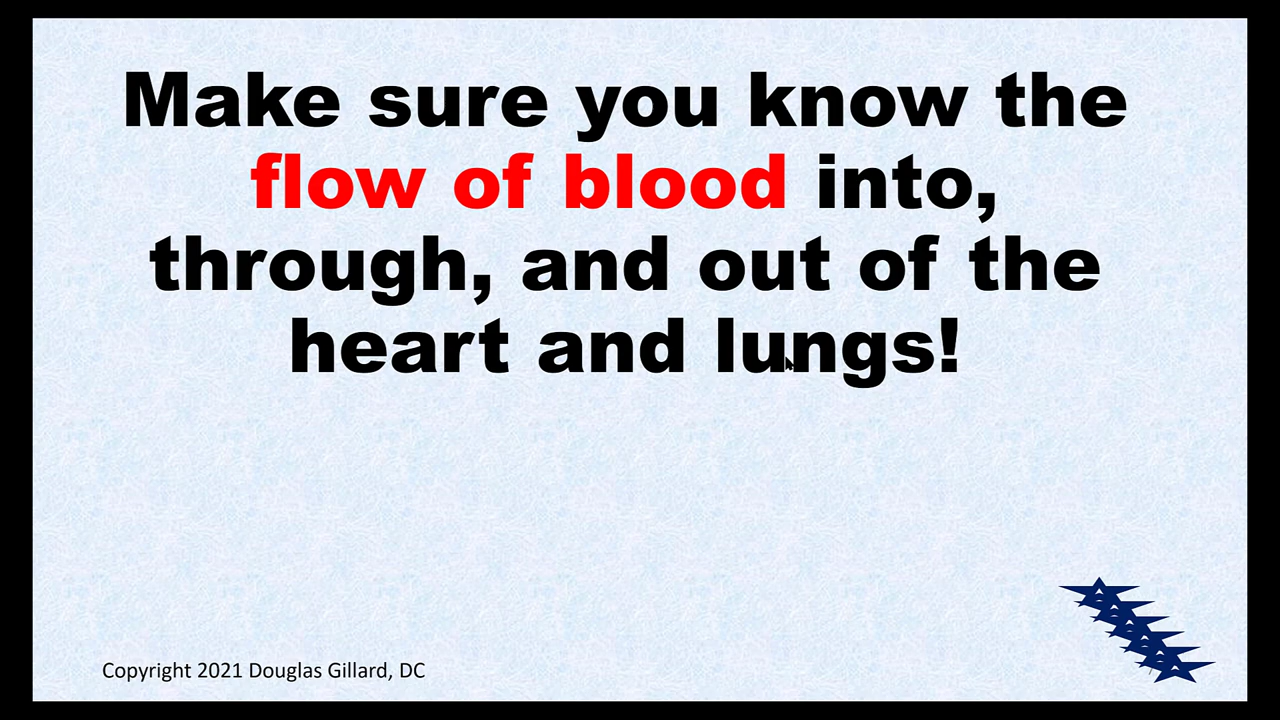 Make sure you know the
flow of blood into,
through, and out of the
heart and lungs!
Copyright 2021 Douglas Gillard, DC